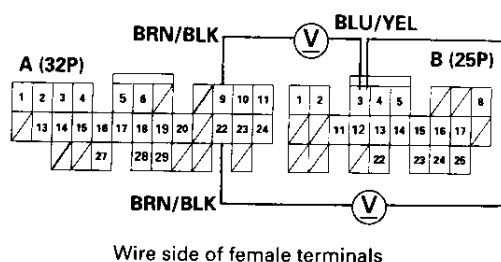 BRN/BLK V BLU/YEL
A (32P) B (25P)
1 2 3 4 5 6 9 10 11 1 2 3 4 5 8
13 14 15 16 17 18 19 20 22 23 24 11 12 13 14 15 16 17
27 28 29 22 23 24 25
BRN/BLK V
Wire side of female terminals